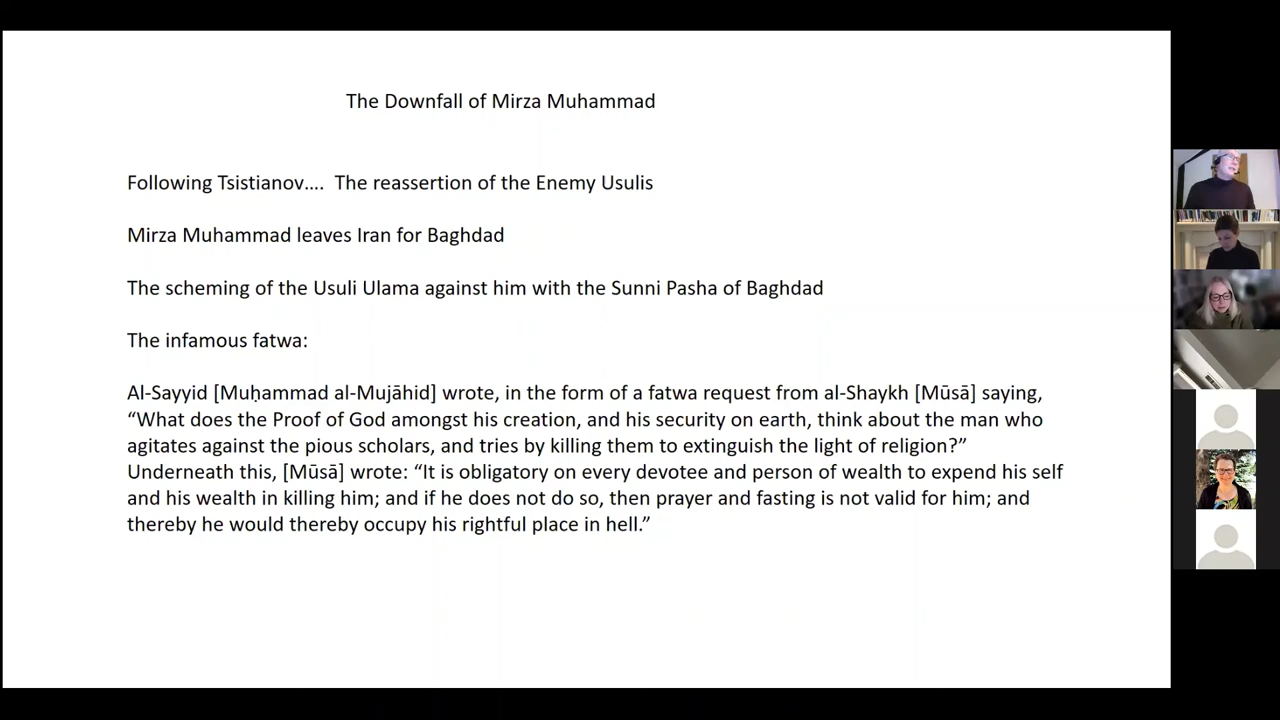 The Downfall of Mirza Muhammad
Following Tsistianov.... The reassertion of the Enemy Usulis
Mirza Muhammad leaves Iran for Baghdad
The scheming of the Usuli Ulama against him with the Sunni Pasha of Baghdad
The infamous fatwa:
Al-Sayyid [Muḥammad al-Mujāhid] wrote, in the form of a fatwa request from al-Shaykh [Mūsā] saying,
“What does the Proof of God amongst his creation, and his security on earth, think about the man who
agitates against the pious scholars, and tries by killing them to extinguish the light of religion?”
Underneath this, [Mūsā] wrote: “It is obligatory on every devotee and person of wealth to expend his self
and his wealth in killing him; and if he does not do so, then prayer and fasting is not valid for him; and
thereby he would thereby occupy his rightful place in hell.”